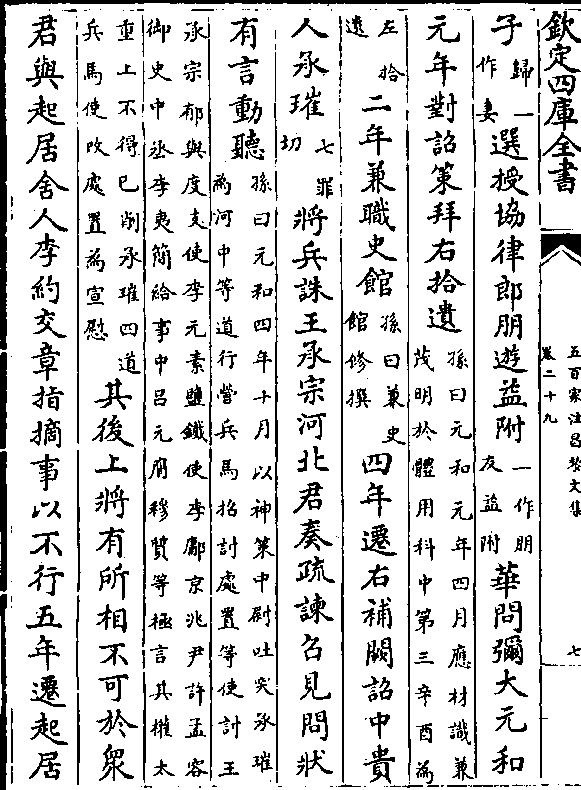 欽定四庫全書
五百家注昌黎文集
卷二十九
七
子歸一作妻選授協律郎朋遊益附一作朋友益附華問彌大元和
元年對詔策拜右拾遺孫曰元和元年四月應材識兼茂明於體用科中第三辛酉為
左拾遺二年兼職史館孫曰兼史館修撰四年遷右補闕詔中貴
人承璀七罪切將兵誅王承宗河北君奏疏諫召見問狀
有言動聽孫曰元和四年十月以神策中尉吐突承璀為河中等道行營兵馬招討處置等使討王
承宗郁與度支使李元素鹽鐵使李鄘京兆尹許孟容御史中丞李夷簡給事中呂元膺穆質等極言其權太
重上不得已削承璀四道兵馬使改處置為宣慰其後上將有所相不可於衆
君與起居舍人李約交章指摘事以不行五年遷起居